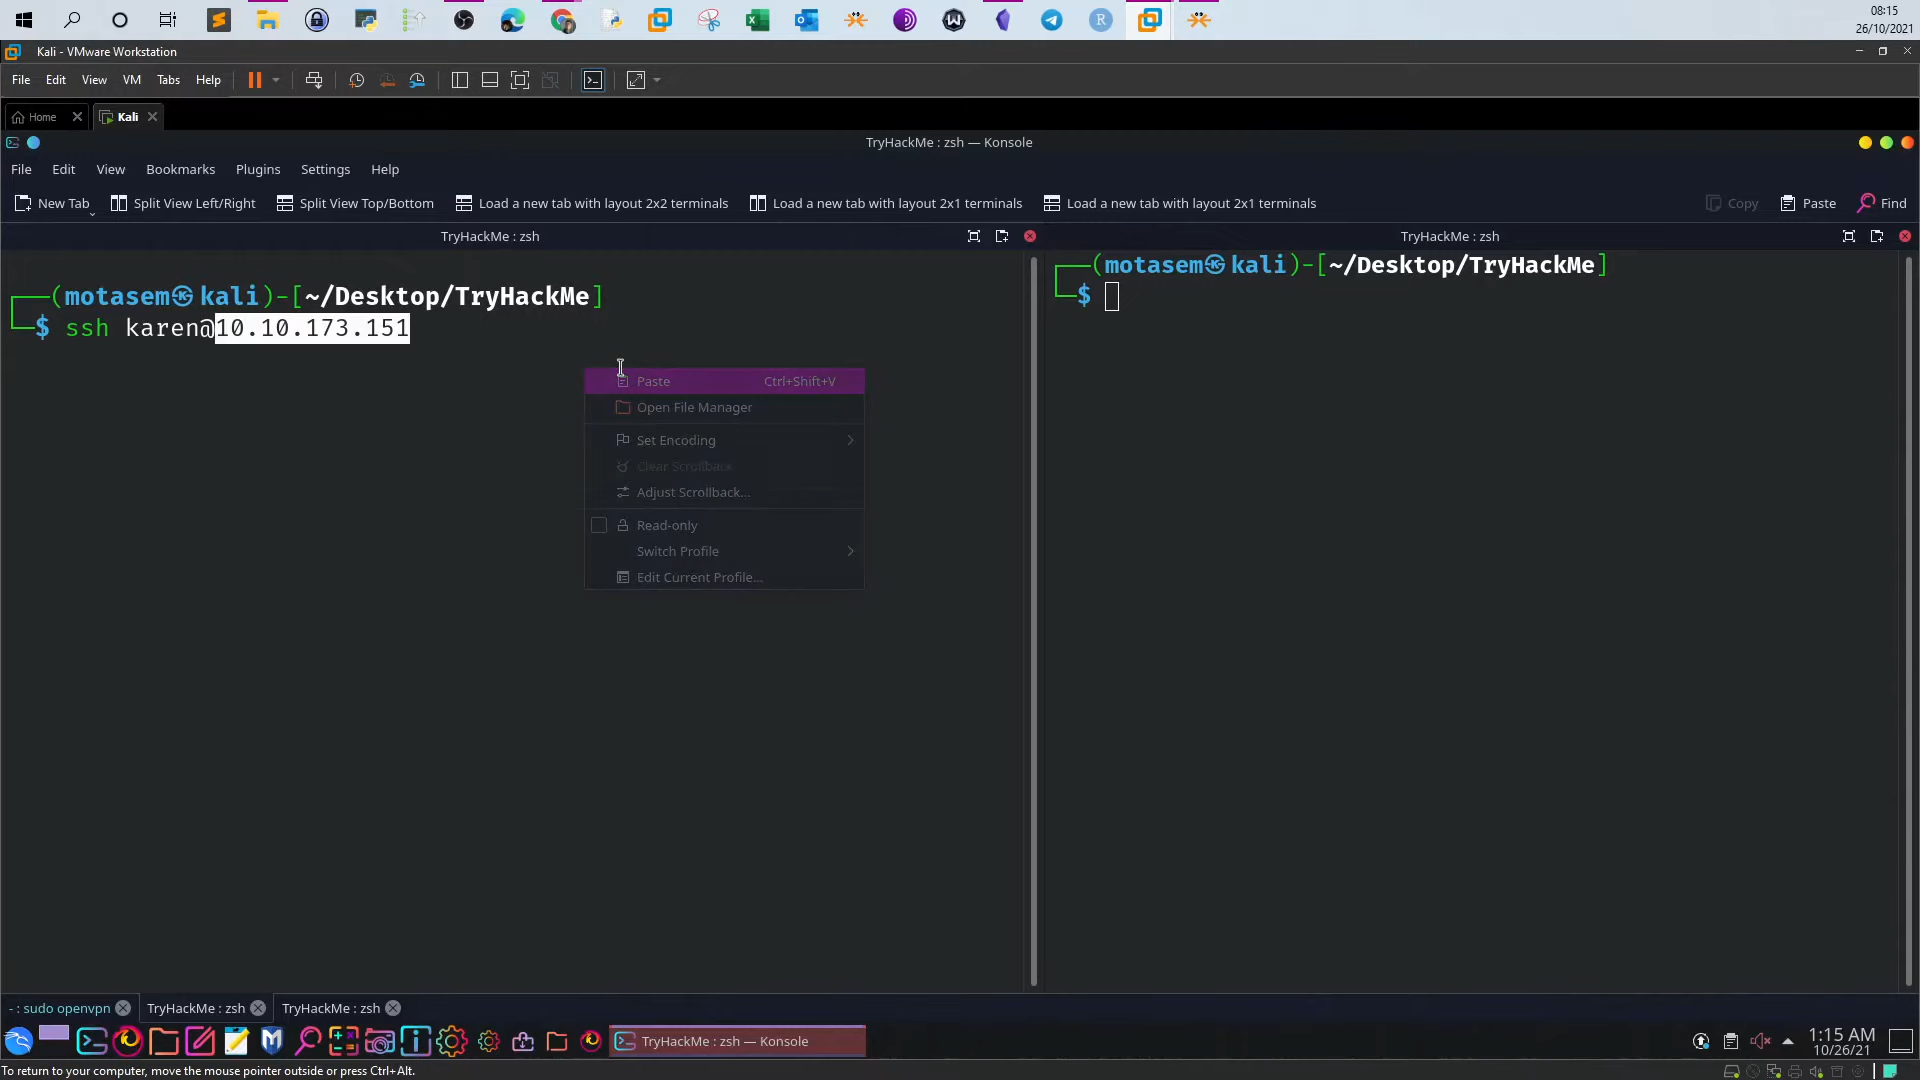 08:15
26/10/2021
Kali - VMware Workstation
File Edit View VM Tabs Help
Home Kali
TryHackMe : zsh — Konsole
File Edit View Bookmarks Plugins Settings Help
New Tab Split View Left/Right Split View Top/Bottom Load a new tab with layout 2x2 terminals Load a new tab with layout 2x1 terminals Load a new tab with layout 2x1 terminals Copy Paste Find
TryHackMe : zsh TryHackMe : zsh
(motasem㉿kali)-[~/Desktop/TryHackMe]
$ ssh karen@10.10.173.151
(motasem㉿kali)-[~/Desktop/TryHackMe]
$
Paste Ctrl+Shift+V
Open File Manager
Set Encoding
Clear Scrollback
Adjust Scrollback...
Read-only
Switch Profile
Edit Current Profile...
~ : sudo openvpn TryHackMe : zsh TryHackMe : zsh
TryHackMe : zsh — Konsole
1:15 AM
10/26/21
To return to your computer, move the mouse pointer outside or press Ctrl+Alt.